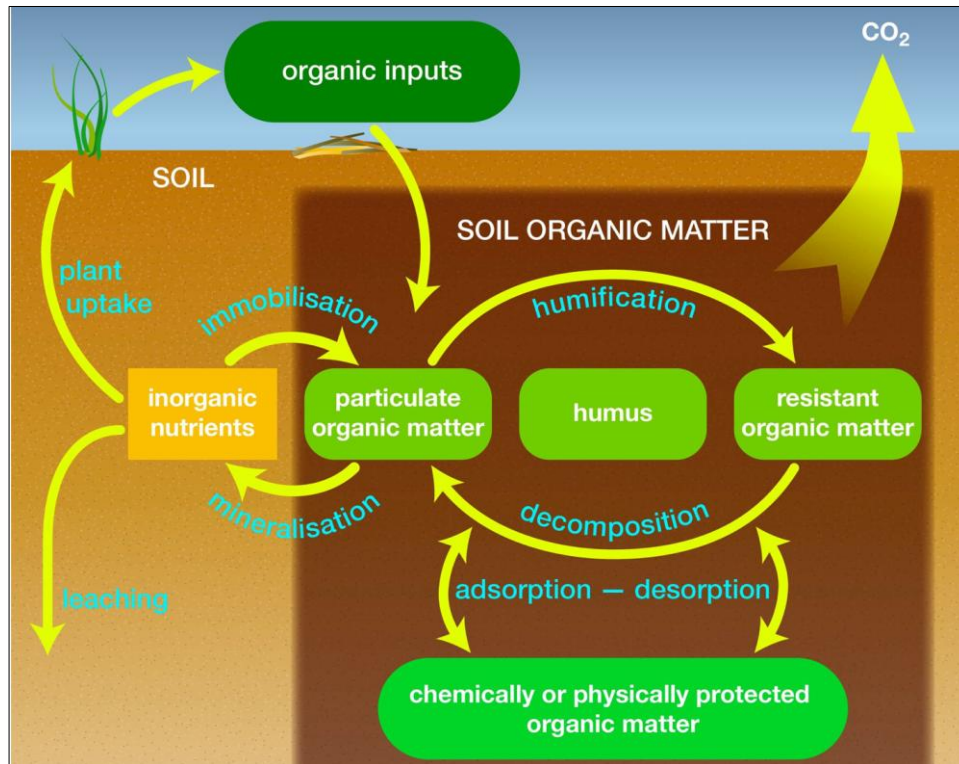 CO₂
organic inputs
SOIL
SOIL ORGANIC MATTER
plant
uptake
immobilisation
humification
inorganic
nutrients
particulate
organic matter
humus
resistant
organic matter
mineralisation
decomposition
leaching
adsorption — desorption
chemically or physically protected
organic matter